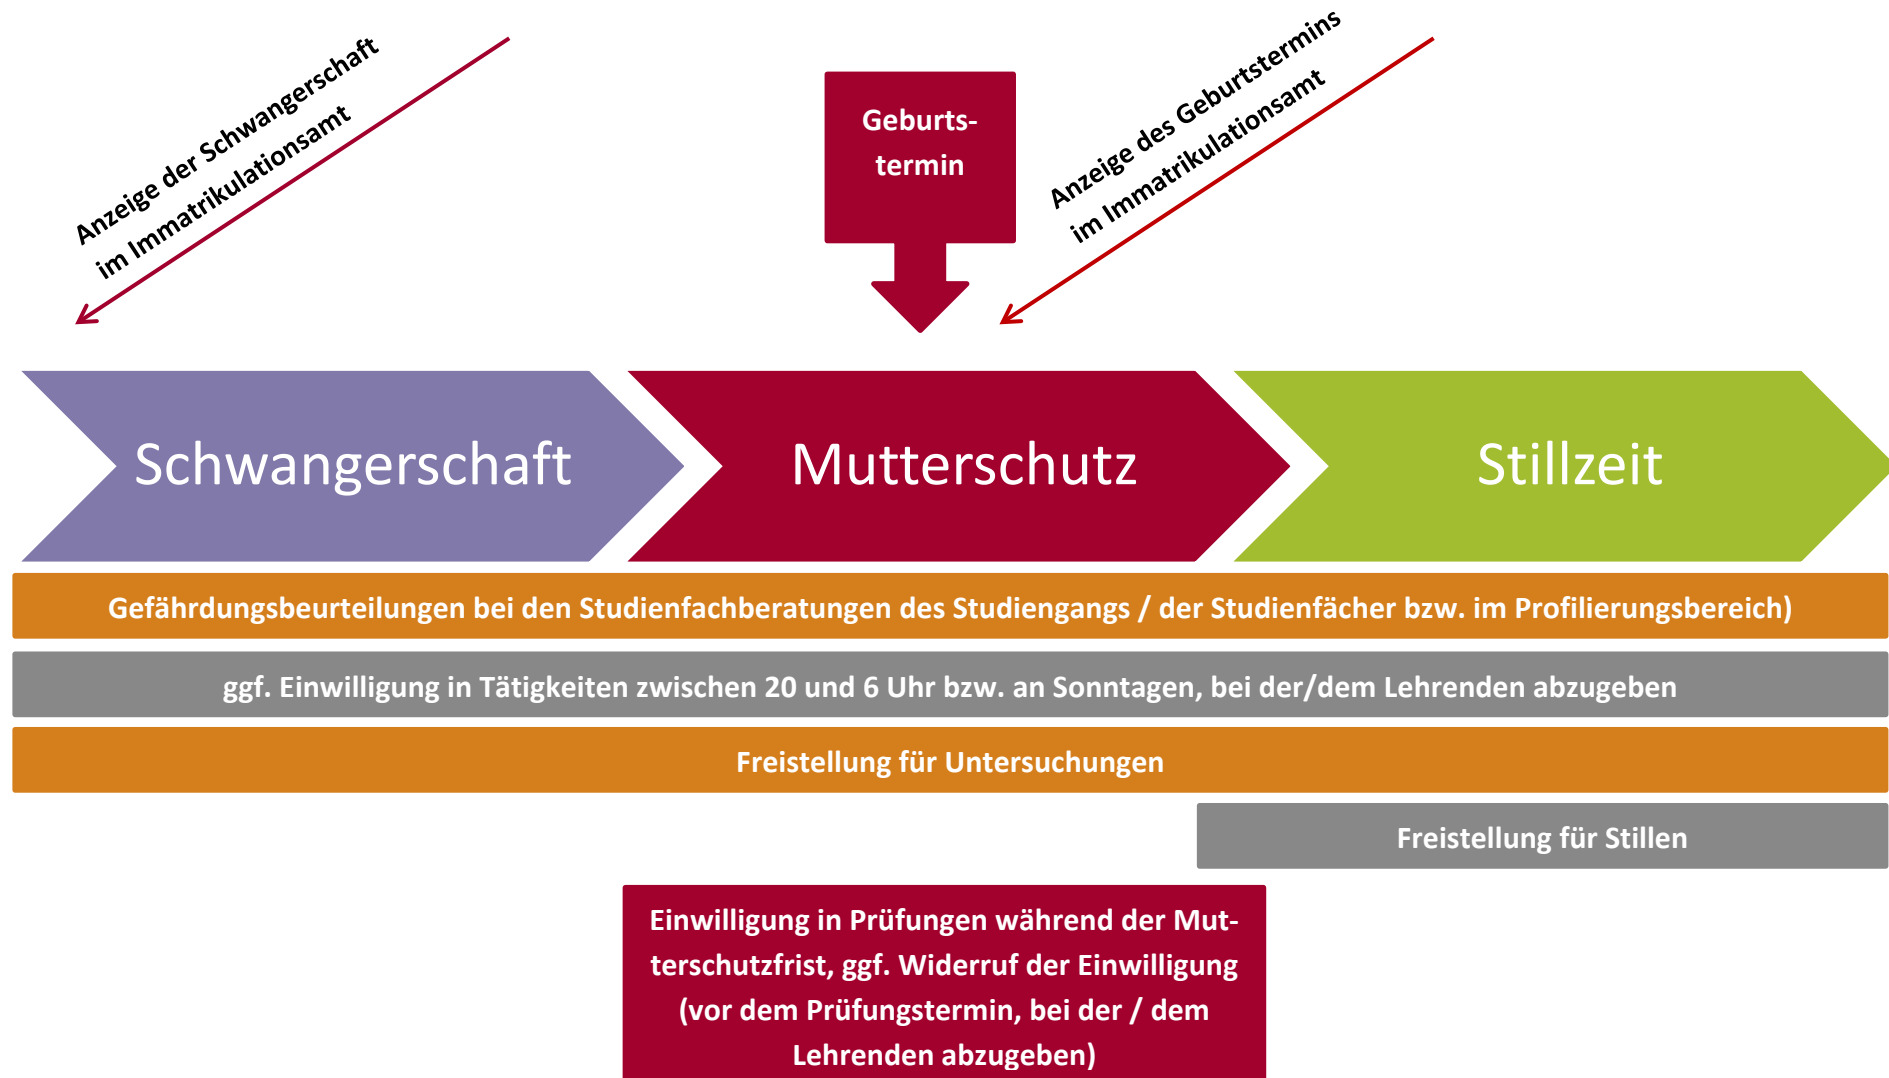 Anzeige der Schwangerschaft
im Immatrikulationsamt
Geburts-
termin
Anzeige des Geburtstermins
im Immatrikulationsamt
Schwangerschaft
Mutterschutz
Stillzeit
Gefährdungsbeurteilungen bei den Studienfachberatungen des Studiengangs / der Studienfächer bzw. im Profilierungsbereich)
ggf. Einwilligung in Tätigkeiten zwischen 20 und 6 Uhr bzw. an Sonntagen, bei der/dem Lehrenden abzugeben
Freistellung für Untersuchungen
Freistellung für Stillen
Einwilligung in Prüfungen während der Mut-
terschutzfrist, ggf. Widerruf der Einwilligung
(vor dem Prüfungstermin, bei der / dem
Lehrenden abzugeben)